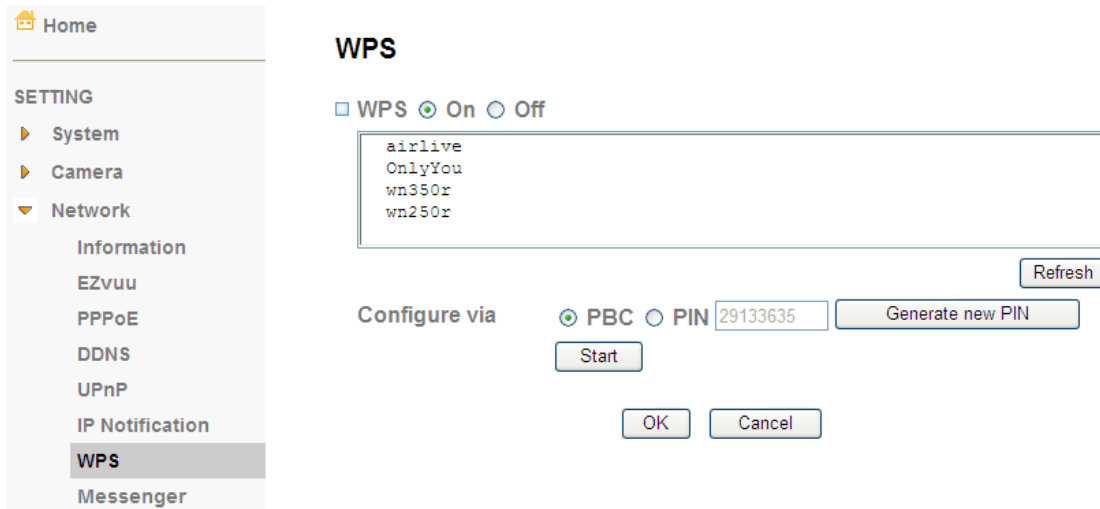 Home
SETTING
System
Camera
Network
Information
EZvuu
PPPoE
DDNS
UPnP
IP Notification
WPS
Messenger
WPS
WPS On Off
airlive
OnlyYou
wn350r
wn250r
Refresh
Configure via PBC PIN 29133635 Generate new PIN
Start
OK Cancel